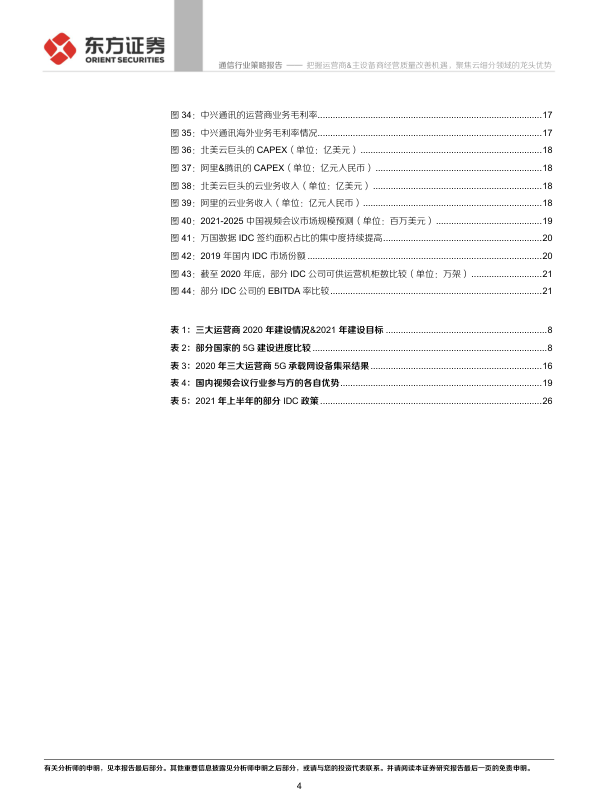 东方证券
ORIENT SECURITIES
通信行业策略报告 —— 把握运营商&主设备商经营质量改善机遇，聚焦云细分领域的龙头优势
图 34：中兴通讯的运营商业务毛利率........................................................................................17
图 35：中兴通讯海外业务毛利率情况........................................................................................17
图 36：北美云巨头的 CAPEX（单位：亿美元）........................................................................18
图 37：阿里&腾讯的 CAPEX（单位：亿元人民币）..................................................................18
图 38：北美云巨头的云业务收入（单位：亿美元）...................................................................18
图 39：阿里的云业务收入（单位：亿元人民币）.......................................................................18
图 40：2021-2025 中国视频会议市场规模预测（单位：百万美元）..........................................19
图 41：万国数据 IDC 签约面积占比的集中度持续提高..............................................................20
图 42：2019 年国内 IDC 市场份额............................................................................................20
图 43：截至 2020 年底，部分 IDC 公司可供运营机柜数比较（单位：万架）............................21
图 44：部分 IDC 公司的 EBITDA 率比较...................................................................................21
表 1：三大运营商 2020 年建设情况&2021 年建设目标.................................................................8
表 2：部分国家的 5G 建设进度比较..............................................................................................8
表 3：2020 年三大运营商 5G 承载网设备集采结果....................................................................16
表 4：国内视频会议行业参与方的各自优势................................................................................19
表 5：2021 年上半年的部分 IDC 政策........................................................................................26
有关分析师的申明，见本报告最后部分。其他重要信息披露见分析师申明之后部分，或请与您的投资代表联系。并请阅读本证券研究报告最后一页的免责申明。
4